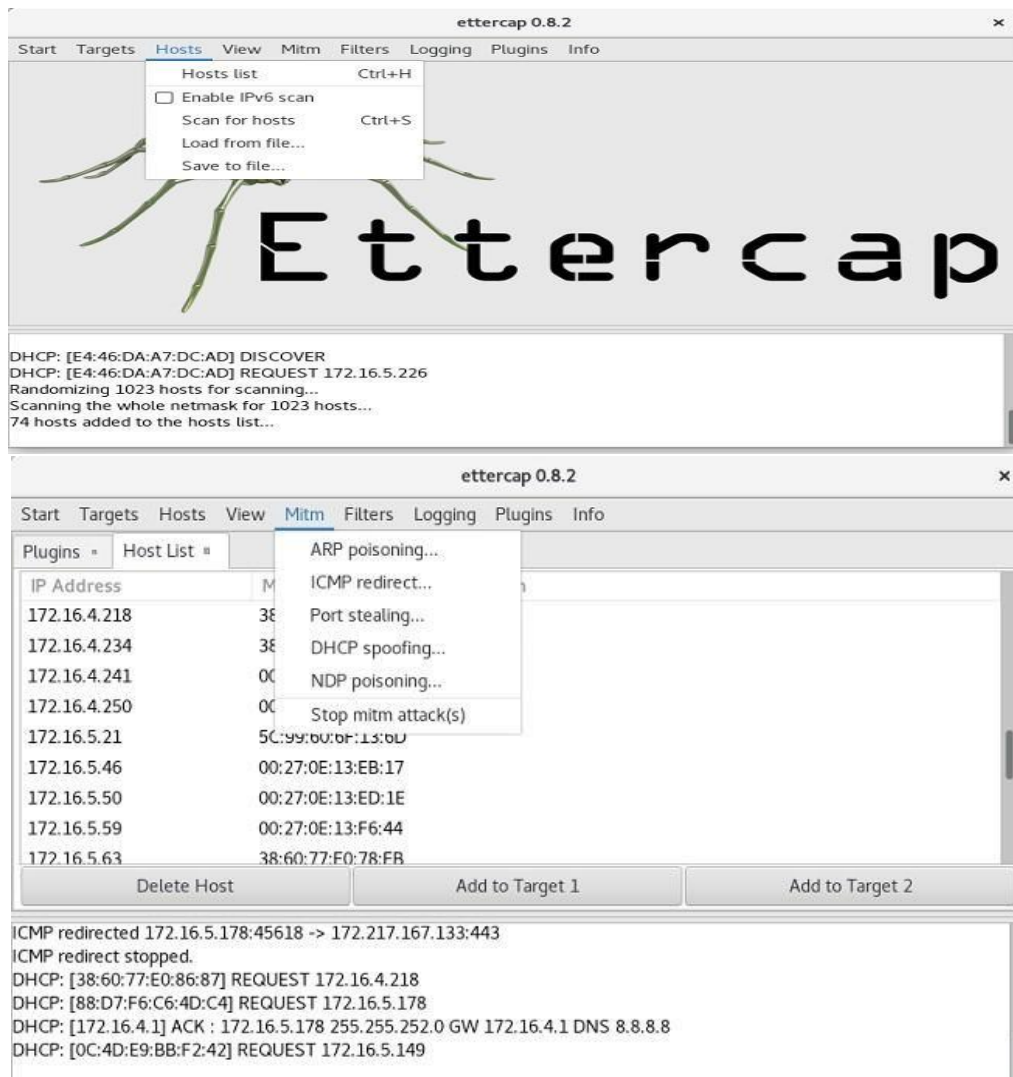 ettercap 0.8.2 ×
Start Targets Hosts View Mitm Filters Logging Plugins Info
Hosts list Ctrl+H
Enable IPv6 scan
Scan for hosts Ctrl+S
Load from file...
Save to file...
Ettercap
DHCP: [E4:46:DA:A7:DC:AD] DISCOVER
DHCP: [E4:46:DA:A7:DC:AD] REQUEST 172.16.5.226
Randomizing 1023 hosts for scanning...
Scanning the whole netmask for 1023 hosts...
74 hosts added to the hosts list...
ettercap 0.8.2 ×
Start Targets Hosts View Mitm Filters Logging Plugins Info
Plugins Host List
ARP poisoning...
ICMP redirect...
Port stealing...
DHCP spoofing...
NDP poisoning...
Stop mitm attack(s)
IP Address M
172.16.4.218 38
172.16.4.234 38
172.16.4.241 00
172.16.4.250 00
172.16.5.21 5C:99:60:6F:13:6D
172.16.5.46 00:27:0E:13:EB:17
172.16.5.50 00:27:0E:13:ED:1E
172.16.5.59 00:27:0E:13:F6:44
172.16.5.63 38:60:77:E0:78:EB
Delete Host Add to Target 1 Add to Target 2
ICMP redirected 172.16.5.178:45618 -> 172.217.167.133:443
ICMP redirect stopped.
DHCP: [38:60:77:E0:86:87] REQUEST 172.16.4.218
DHCP: [88:D7:F6:C6:4D:C4] REQUEST 172.16.5.178
DHCP: [172.16.4.1] ACK : 172.16.5.178 255.255.252.0 GW 172.16.4.1 DNS 8.8.8.8
DHCP: [0C:4D:E9:BB:F2:42] REQUEST 172.16.5.149